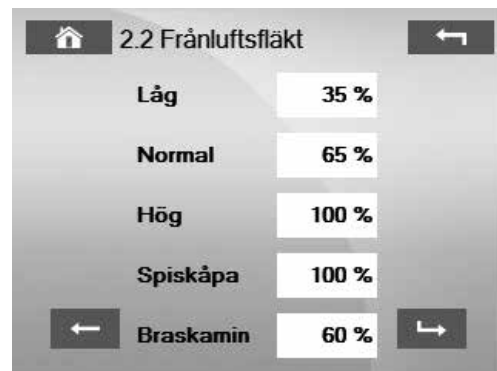 2.2 Frånluftsfläkt
Låg 35 %
Normal 65 %
Hög 100 %
Spiskåpa 100 %
Braskamin 60 %